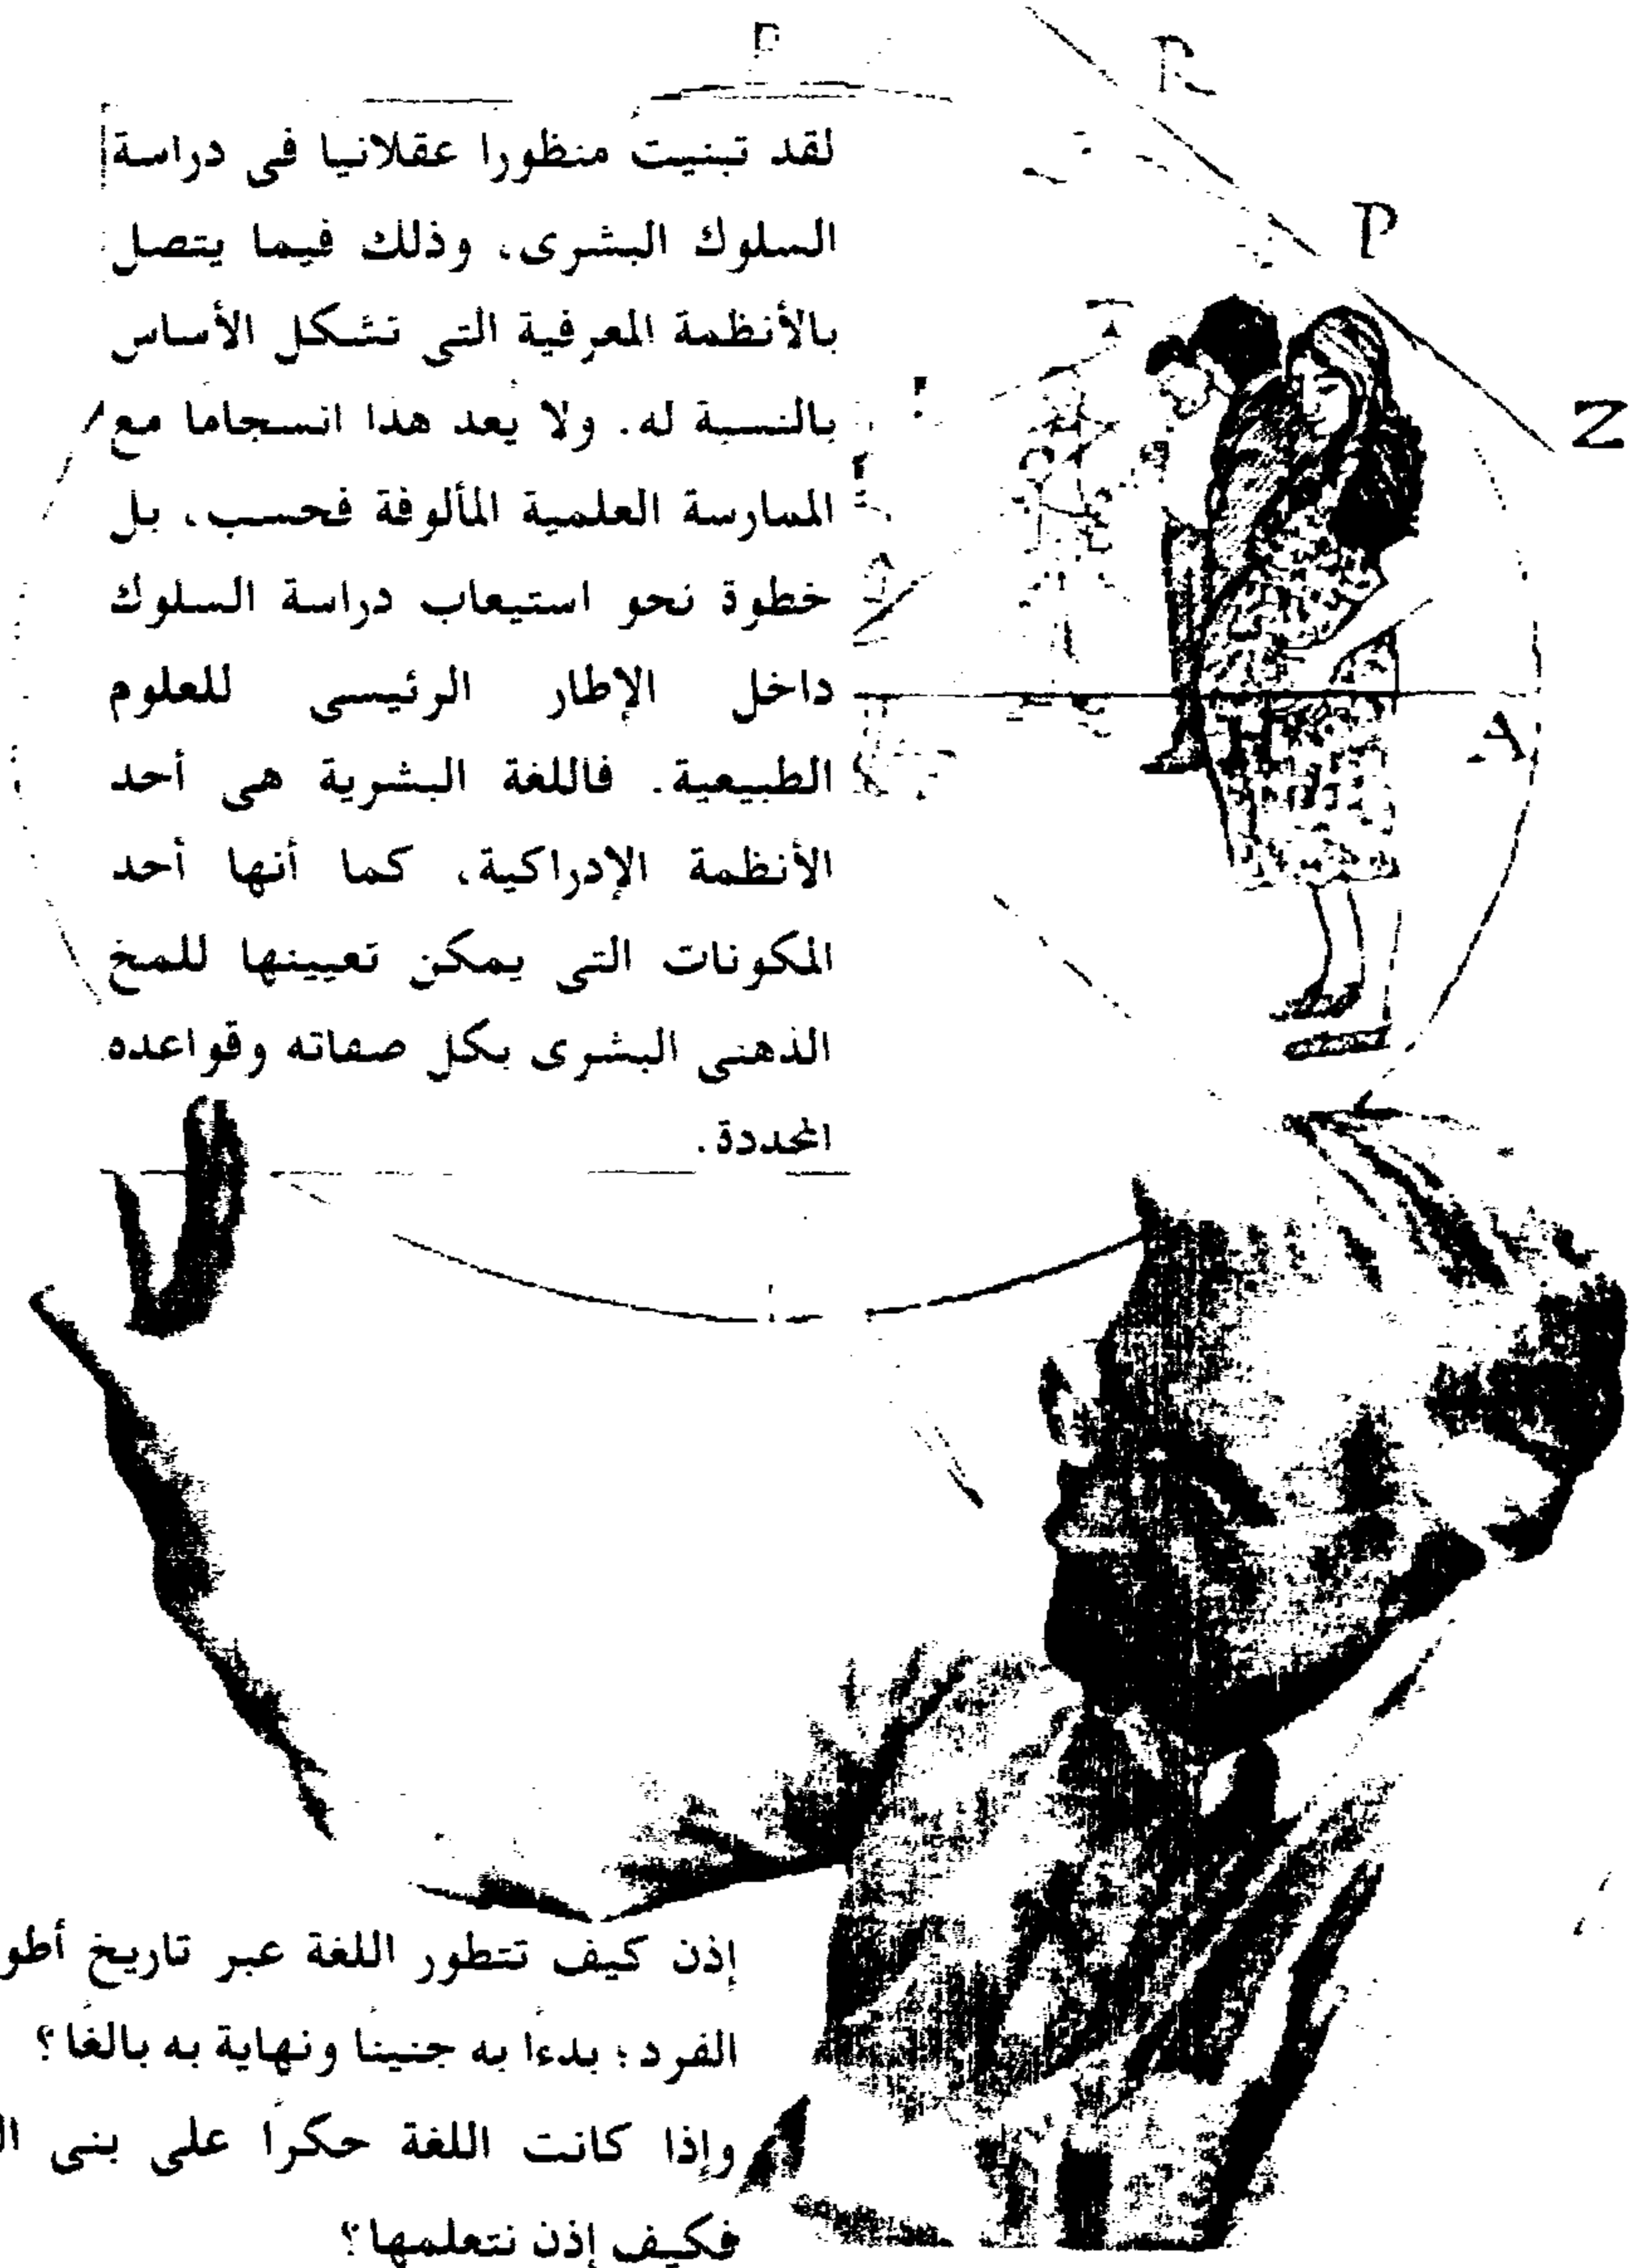 لقد تبنيت منظورا عقلانيا فى دراسة
السلوك البشرى، وذلك فيما يتصل
بالأنظمة المعرفية التى تشكل الأساس
بالنسبة له. ولا يعد هذا انسجاما مع
الممارسة العلمية المألوفة فحسب، بل
خطوة نحو استيعاب دراسة السلوك
داخل الإطار الرئيسى للعلوم
الطبيعية. فاللغة البشرية هى أحد
الأنظمة الإدراكية، كما أنها أحد
المكونات التى يمكن تعيينها للمخ
الذهنى البشرى بكل صفاته وقواعده
المحددة.
P
R
P
Z
A
H
إذن كيف تتطور اللغة عبر تاريخ
الفرد؛ بدءا به جنينا ونهاية به بالغا؟
وإذا كانت اللغة حكرا على بنى
فكيف إذن نتعلمها؟